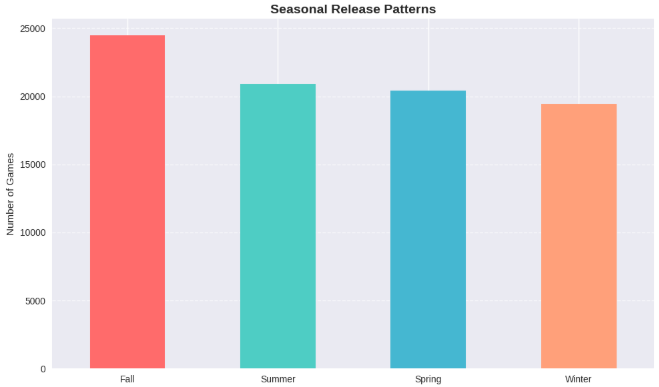 Seasonal Release Patterns
Number of Games
25000
20000
15000
10000
5000
0
Fall
Summer
Spring
Winter